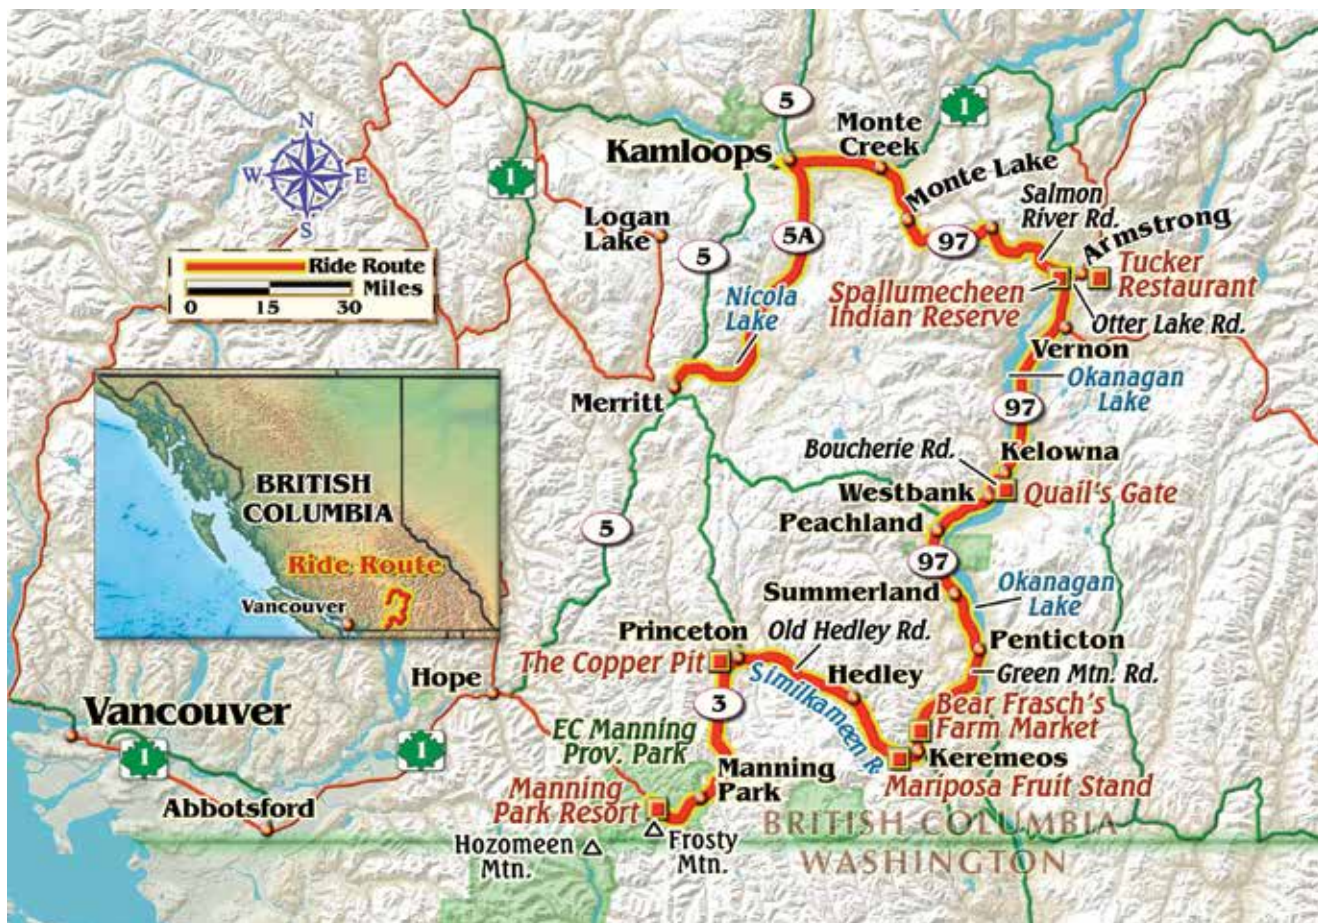 5
1
Monte
Creek
Kamloops
N
W E
S
1
Monte Lake
Salmon
River Rd.
Armstrong
Logan
Lake
5A
97
5
Tucker
Restaurant
Ride Route
Miles
0 15 30
Nicola
Lake
Spallumecheen
Indian Reserve
Otter Lake Rd.
Vernon
Okanagan
Lake
Merritt
97
Boucherie Rd.
Kelowna
Westbank
Quail's Gate
BRITISH
COLUMBIA
Ride Route
Vancouver
5
Peachland
97
Okanagan
Lake
Summerland
Princeton
Old Hedley Rd.
Penticton
The Copper Pit
Hedley
Green Mtn. Rd.
Hope
Similkameen R.
3
Bear Frasch's
Farm Market
Vancouver
EC Manning
Prov. Park
1
1
Keremeos
Manning
Park
Mariposa Fruit Stand
Manning
Park Resort
Abbotsford
BRITISH COLUMBIA
WASHINGTON
Hozomeen
Mtn.
Frosty
Mtn.